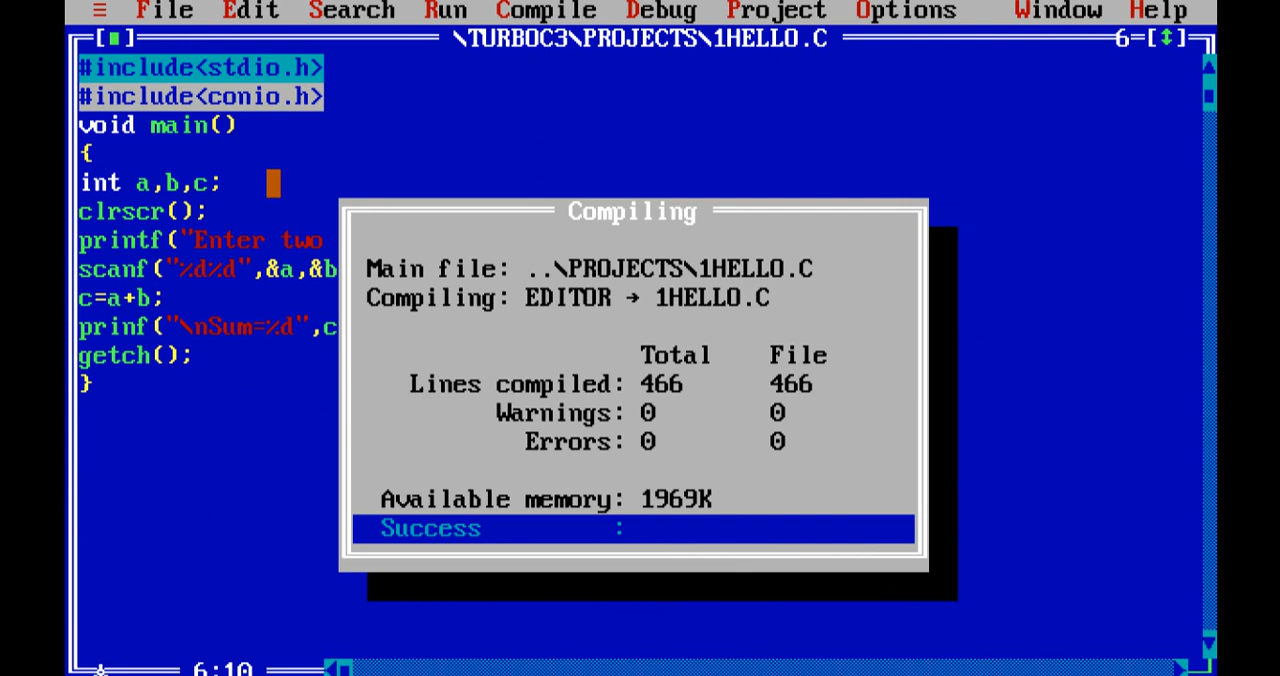 ≡ File Edit Search Run Compile Debug Project Options Window Help
[■] \TURBOC3\PROJECTS\1HELLO.C 6=[↕]
#include<stdio.h>
#include<conio.h>
void main()
{
int a,b,c;
clrscr();
printf("Enter two
scanf("%d%d",&a,&b
c=a+b;
prinf("\nSum=%d",c
getch();
}
Compiling
Main file: ..\PROJECTS\1HELLO.C
Compiling: EDITOR → 1HELLO.C
Total File
Lines compiled: 466 466
Warnings: 0 0
Errors: 0 0
Available memory: 1969K
Success :
6:10